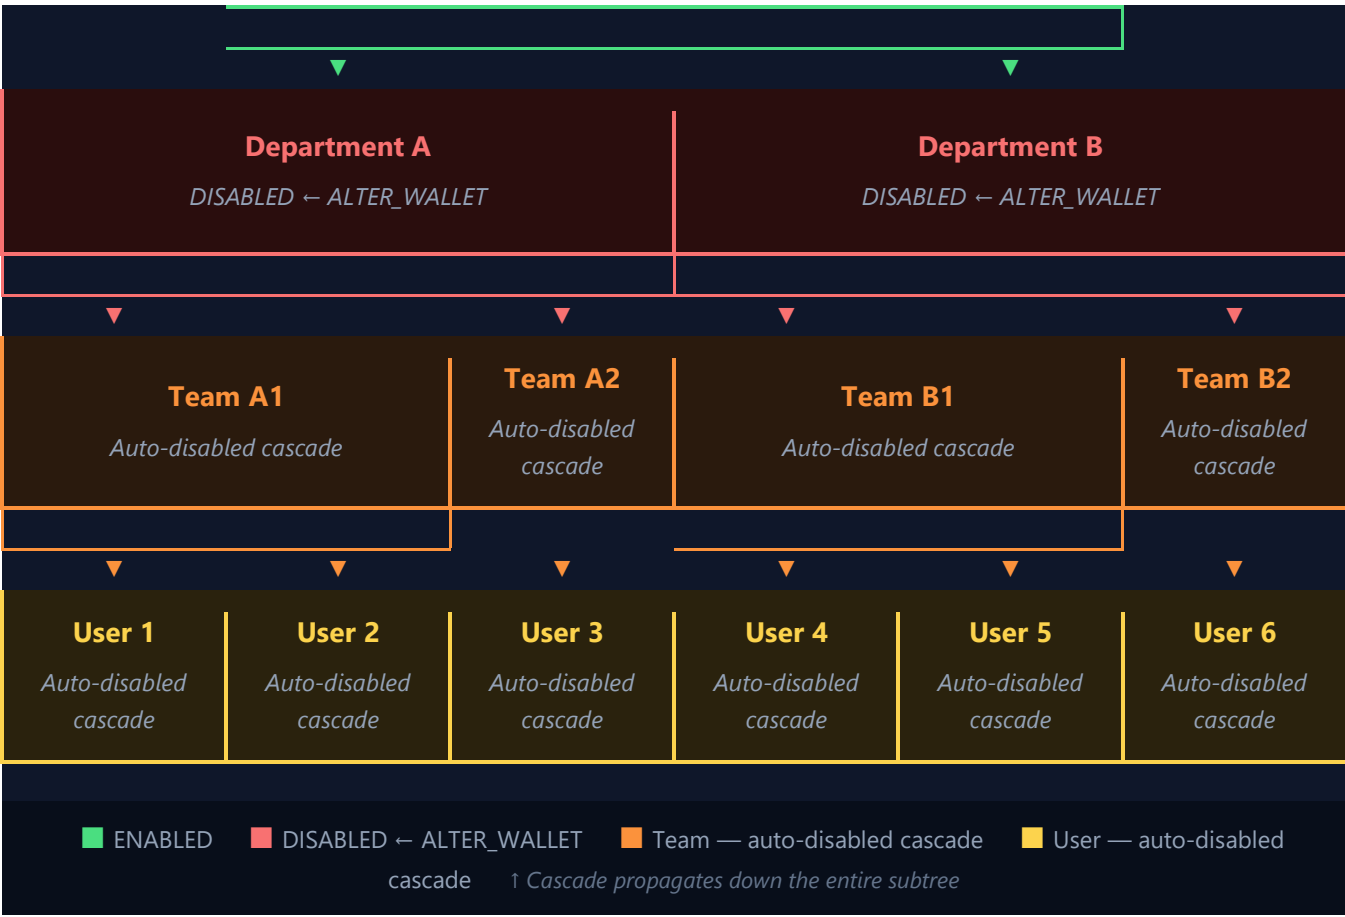 Department A
Department B
DISABLED ← ALTER_WALLET
DISABLED ← ALTER_WALLET
Team A1
Auto-disabled cascade
Team A2
Auto-disabled
cascade
Team B1
Auto-disabled cascade
Team B2
Auto-disabled
cascade
User 1
Auto-disabled
cascade
User 2
Auto-disabled
cascade
User 3
Auto-disabled
cascade
User 4
Auto-disabled
cascade
User 5
Auto-disabled
cascade
User 6
Auto-disabled
cascade
ENABLED DISABLED ← ALTER_WALLET Team — auto-disabled cascade User — auto-disabled
cascade ↑ Cascade propagates down the entire subtree